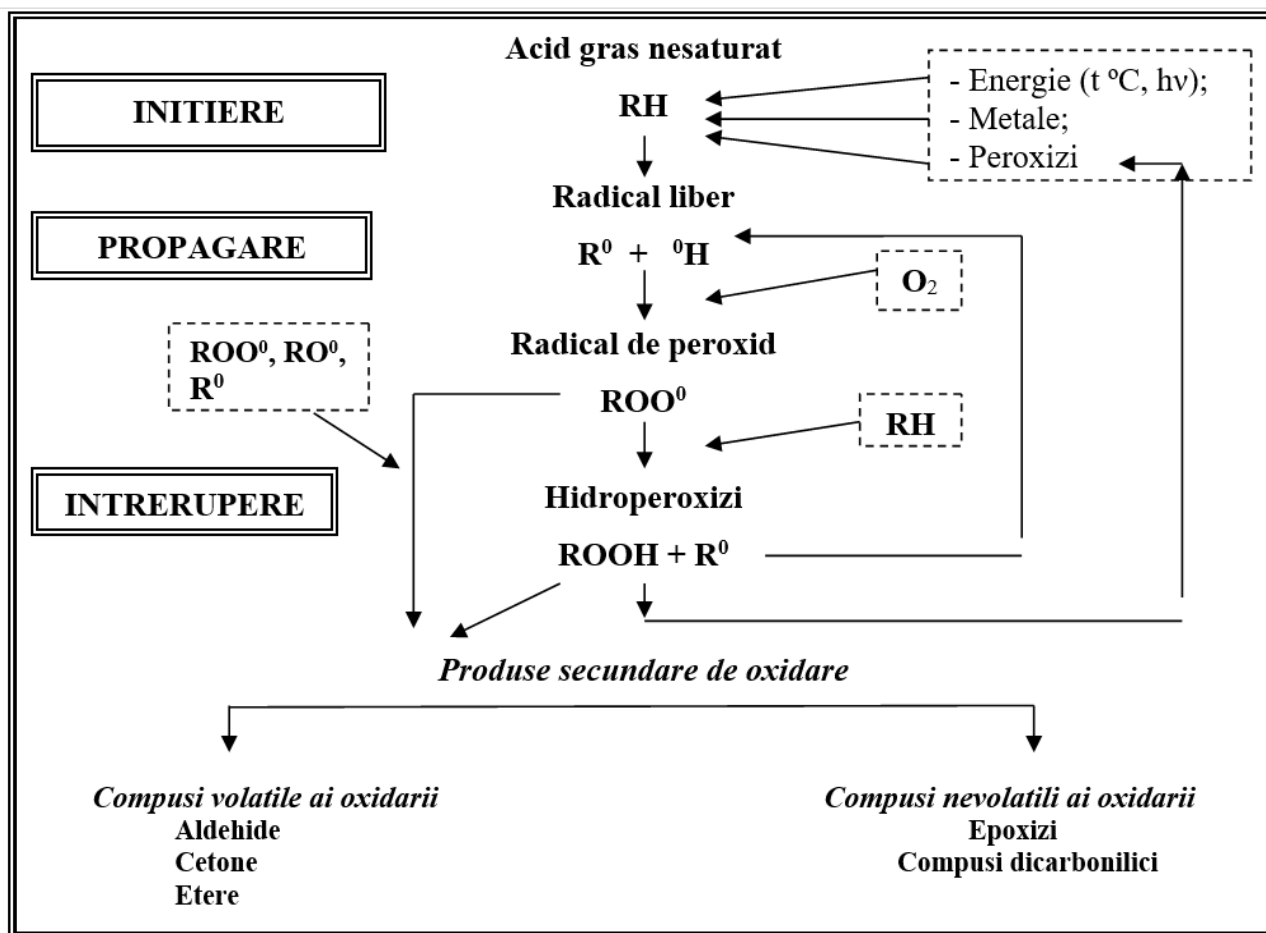 Acid gras nesaturat
INITIERE
RH
- Energie (t ºC, hν);
- Metale;
- Peroxizi
Radical liber
PROPAGARE
R⁰ + ⁰H
O₂
Radical de peroxid
ROO⁰, RO⁰,
R⁰
ROO⁰
RH
INTRERUPERE
Hidroperoxizi
ROOH + R⁰
Produse secundare de oxidare
Compusi volatile ai oxidarii
Aldehide
Cetone
Etere
Compusi nevolatili ai oxidarii
Epoxizi
Compusi dicarbonilici